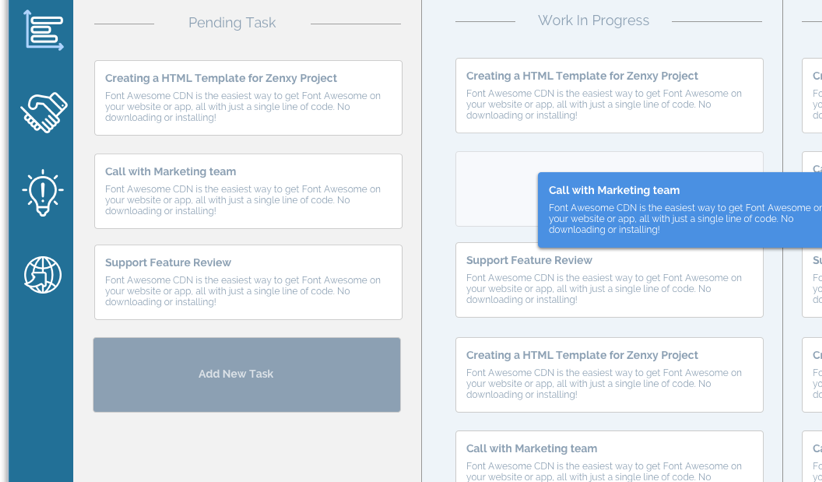 Pending Task
Creating a HTML Template for Zenxy Project
Font Awesome CDN is the easiest way to get Font Awesome on
your website or app, all with just a single line of code. No
downloading or installing!
Call with Marketing team
Font Awesome CDN is the easiest way to get Font Awesome on
your website or app, all with just a single line of code. No
downloading or installing!
Support Feature Review
Font Awesome CDN is the easiest way to get Font Awesome on
your website or app, all with just a single line of code. No
downloading or installing!
Add New Task
Work In Progress
Creating a HTML Template for Zenxy Project
Font Awesome CDN is the easiest way to get Font Awesome on
your website or app, all with just a single line of code. No
downloading or installing!
Call with Marketing team
Font Awesome CDN is the easiest way to get Font Awesome on
your website or app, all with just a single line of code. No
downloading or installing!
Support Feature Review
Font Awesome CDN is the easiest way to get Font Awesome on
your website or app, all with just a single line of code. No
downloading or installing!
Creating a HTML Template for Zenxy Project
Font Awesome CDN is the easiest way to get Font Awesome on
your website or app, all with just a single line of code. No
downloading or installing!
Call with Marketing team
Font Awesome CDN is the easiest way to get Font Awesome on
your website or app, all with just a single line of code. No